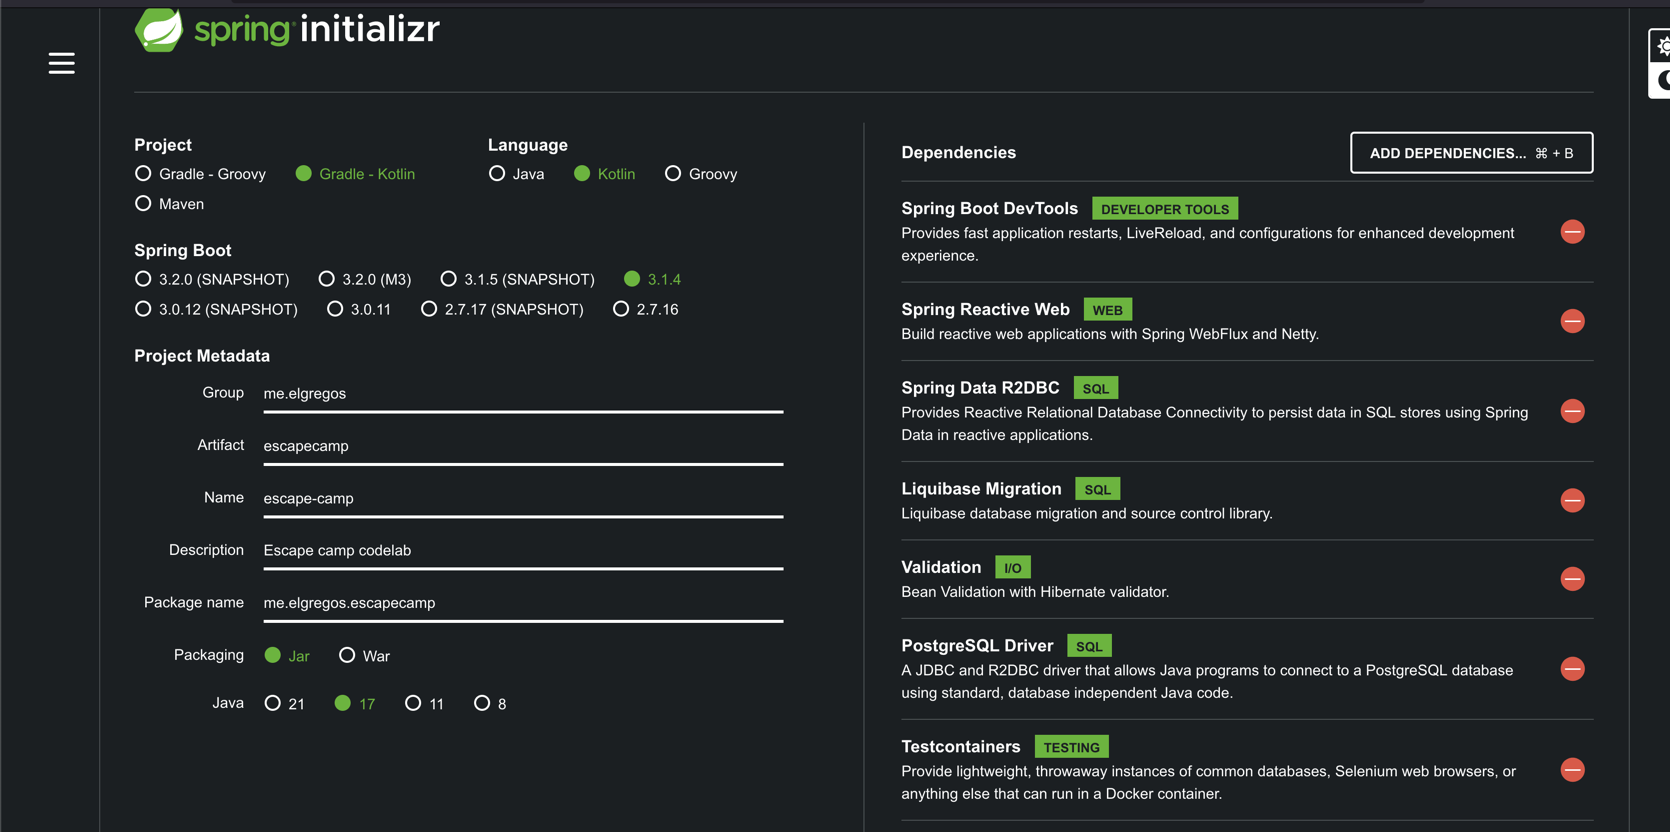 spring initializr
Project
Gradle - Groovy
Gradle - Kotlin
Maven
Language
Java
Kotlin
Groovy
Spring Boot
3.2.0 (SNAPSHOT)
3.2.0 (M3)
3.1.5 (SNAPSHOT)
3.1.4
3.0.12 (SNAPSHOT)
3.0.11
2.7.17 (SNAPSHOT)
2.7.16
Project Metadata
Group me.elgregos
Artifact escapecamp
Name escape-camp
Description Escape camp codelab
Package name me.elgregos.escapecamp
Packaging Jar War
Java 21 17 11 8
Dependencies
ADD DEPENDENCIES... ⌘ + B
Spring Boot DevTools DEVELOPER TOOLS
Provides fast application restarts, LiveReload, and configurations for enhanced development
experience.
Spring Reactive Web WEB
Build reactive web applications with Spring WebFlux and Netty.
Spring Data R2DBC SQL
Provides Reactive Relational Database Connectivity to persist data in SQL stores using Spring
Data in reactive applications.
Liquibase Migration SQL
Liquibase database migration and source control library.
Validation I/O
Bean Validation with Hibernate validator.
PostgreSQL Driver SQL
A JDBC and R2DBC driver that allows Java programs to connect to a PostgreSQL database
using standard, database independent Java code.
Testcontainers TESTING
Provide lightweight, throwaway instances of common databases, Selenium web browsers, or
anything else that can run in a Docker container.